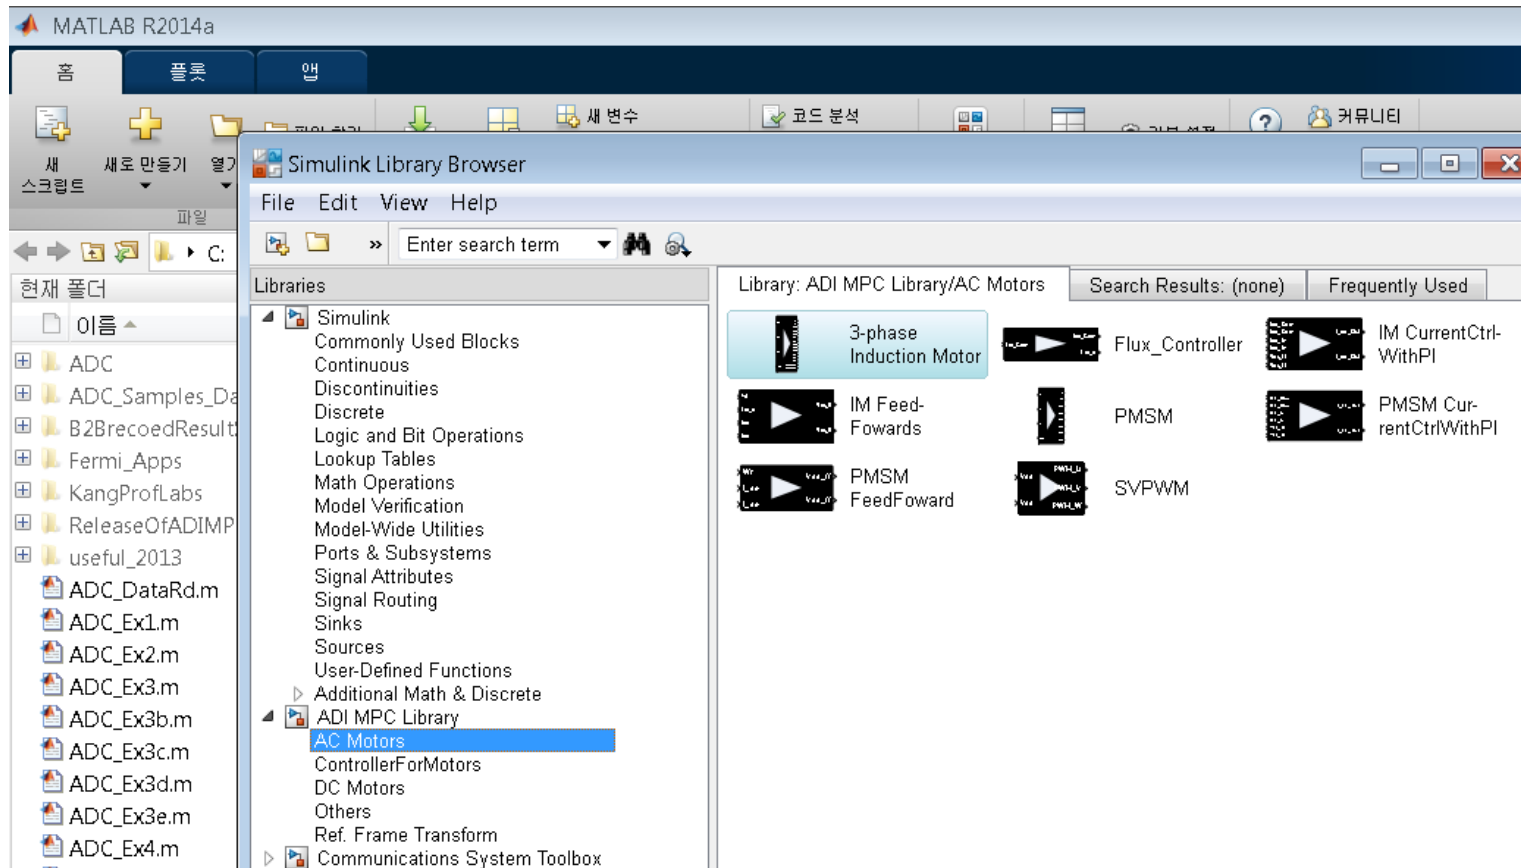 MATLAB R2014a
홈 플롯 앱
새 변수 코드 분석 커뮤니티
새 스크립트
새로 만들기
파일
C:
현재 폴더
이름
ADC
ADC_Samples_Da
B2BrecoedResult
Fermi_Apps
KangProfLabs
ReleaseOfADIMP
useful_2013
ADC_DataRd.m
ADC_Ex1.m
ADC_Ex2.m
ADC_Ex3.m
ADC_Ex3b.m
ADC_Ex3c.m
ADC_Ex3d.m
ADC_Ex3e.m
ADC_Ex4.m
Simulink Library Browser
File Edit View Help
» Enter search term
Libraries
Simulink
Commonly Used Blocks
Continuous
Discontinuities
Discrete
Logic and Bit Operations
Lookup Tables
Math Operations
Model Verification
Model-Wide Utilities
Ports & Subsystems
Signal Attributes
Signal Routing
Sinks
Sources
User-Defined Functions
Additional Math & Discrete
ADI MPC Library
AC Motors
ControllerForMotors
DC Motors
Others
Ref. Frame Transform
Communications System Toolbox
Library: ADI MPC Library/AC Motors Search Results: (none) Frequently Used
3-phase
Induction Motor
Flux_Controller
IM CurrentCtrl-
WithPI
IM Feed-
Fowards
PMSM
PMSM Cur-
rentCtrlWithPI
PMSM
FeedFoward
SVPWM